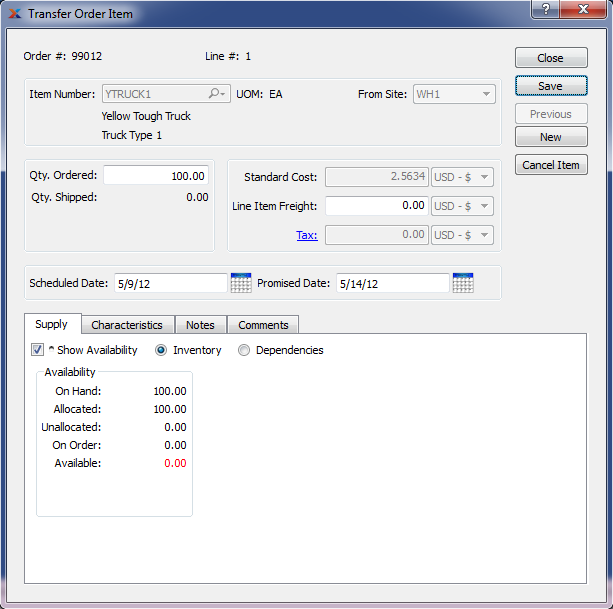 Transfer Order Item
Order #: 99012 Line #: 1
Close
Save
Previous
New
Cancel Item
Item Number: YTRUCK1 UOM: EA From Site: WH1
Yellow Tough Truck
Truck Type 1
Qty. Ordered: 100.00
Qty. Shipped: 0.00
Standard Cost: 2.5634 USD - $
Line Item Freight: 0.00 USD - $
Tax: 0.00 USD - $
Scheduled Date: 5/9/12 Promised Date: 5/14/12
Supply Characteristics Notes Comments
^ Show Availability Inventory Dependencies
Availability
On Hand: 100.00
Allocated: 100.00
Unallocated: 0.00
On Order: 0.00
Available: 0.00